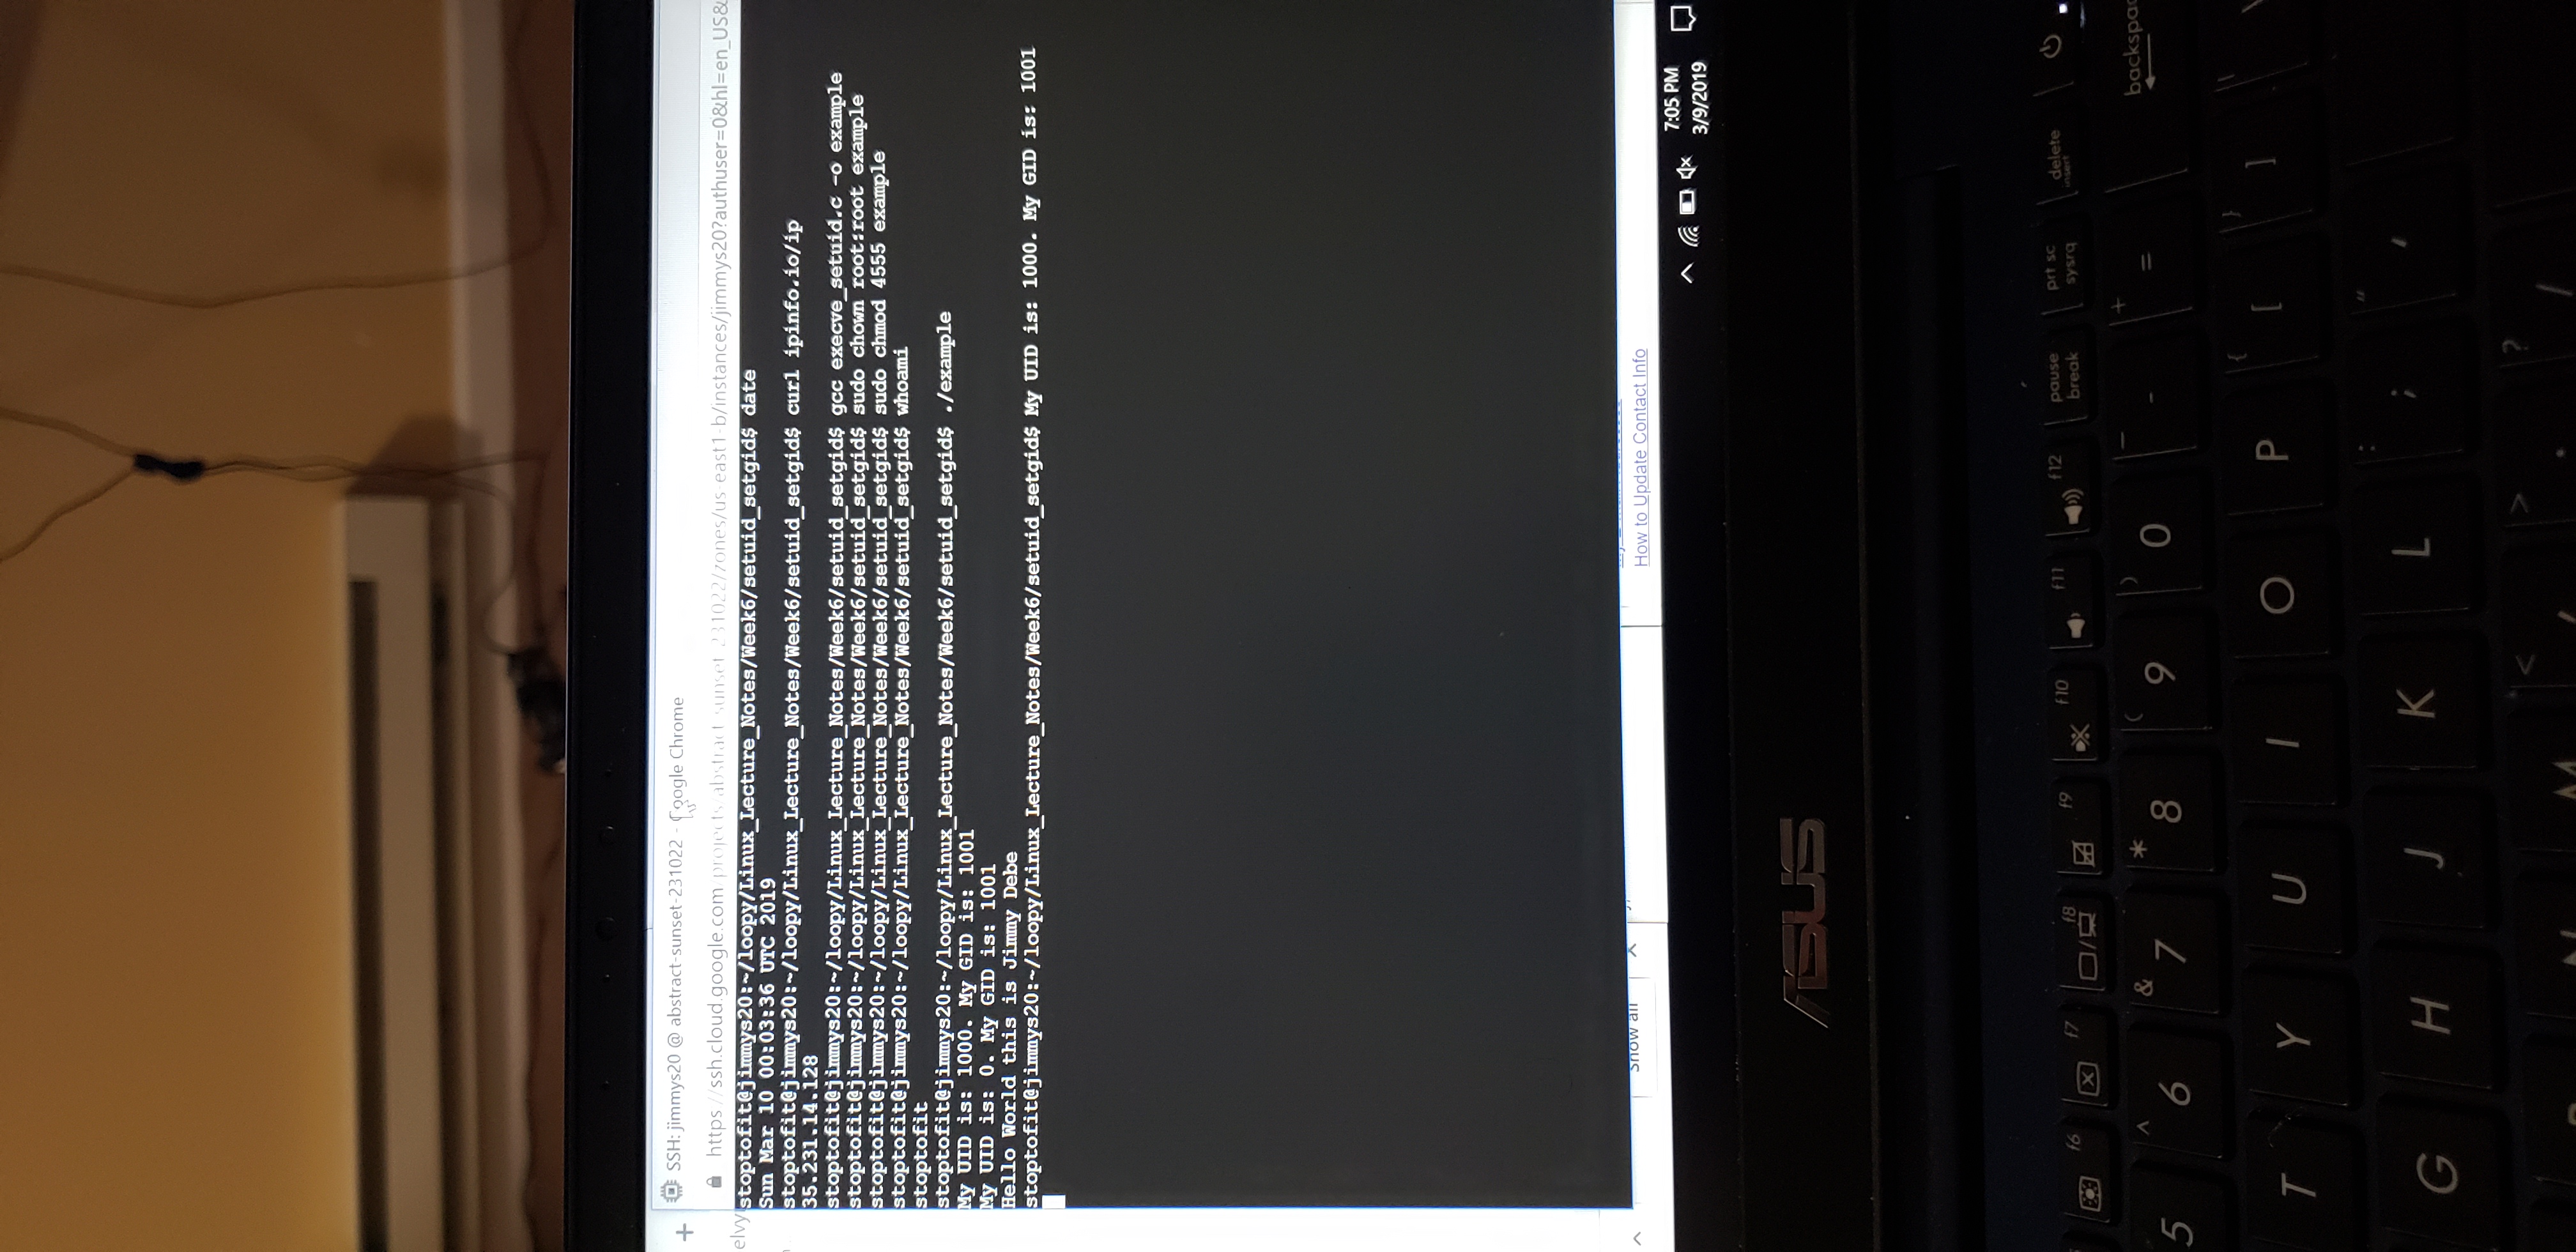 SSH: jimmys20 @ abstract-sunset-231022 - Google Chrome
+
https://ssh.cloud.google.com/projects/abstract-sunset-231022/zones/us-east1-b/instances/jimmys20?authuser=0&hl=en_US&
elvy
stoptofit@jimmys20:~/loopy/Linux_Lecture_Notes/Week6/setuid_setgid$ date
Sun Mar 10 00:03:36 UTC 2019
stoptofit@jimmys20:~/loopy/Linux_Lecture_Notes/Week6/setuid_setgid$ curl ipinfo.io/ip
35.231.14.128
stoptofit@jimmys20:~/loopy/Linux_Lecture_Notes/Week6/setuid_setgid$ gcc execve_setuid.c -o example
stoptofit@jimmys20:~/loopy/Linux_Lecture_Notes/Week6/setuid_setgid$ sudo chown root:root example
stoptofit@jimmys20:~/loopy/Linux_Lecture_Notes/Week6/setuid_setgid$ sudo chmod 4555 example
stoptofit@jimmys20:~/loopy/Linux_Lecture_Notes/Week6/setuid_setgid$ whoami
stoptofit
stoptofit@jimmys20:~/loopy/Linux_Lecture_Notes/Week6/setuid_setgid$ ./example
My UID is: 1000. My GID is: 1001
My UID is: 0. My GID is: 1001
Hello World this is Jimmy Debe
stoptofit@jimmys20:~/loopy/Linux_Lecture_Notes/Week6/setuid_setgid$ My UID is: 1000. My GID is: 1001
Show all
How to Update Contact Info
7:05 PM
3/9/2019
ASUS
f6 f7 f8 f9 f10 f11 f12 pause break prt sc sysrq delete insert
5 ^ 6 & 7 * 8 ( 9 ) 0 _ - + = backspac
T Y U I O P { [ } ]
G H J K L : ; " '
N M < , > . ? /